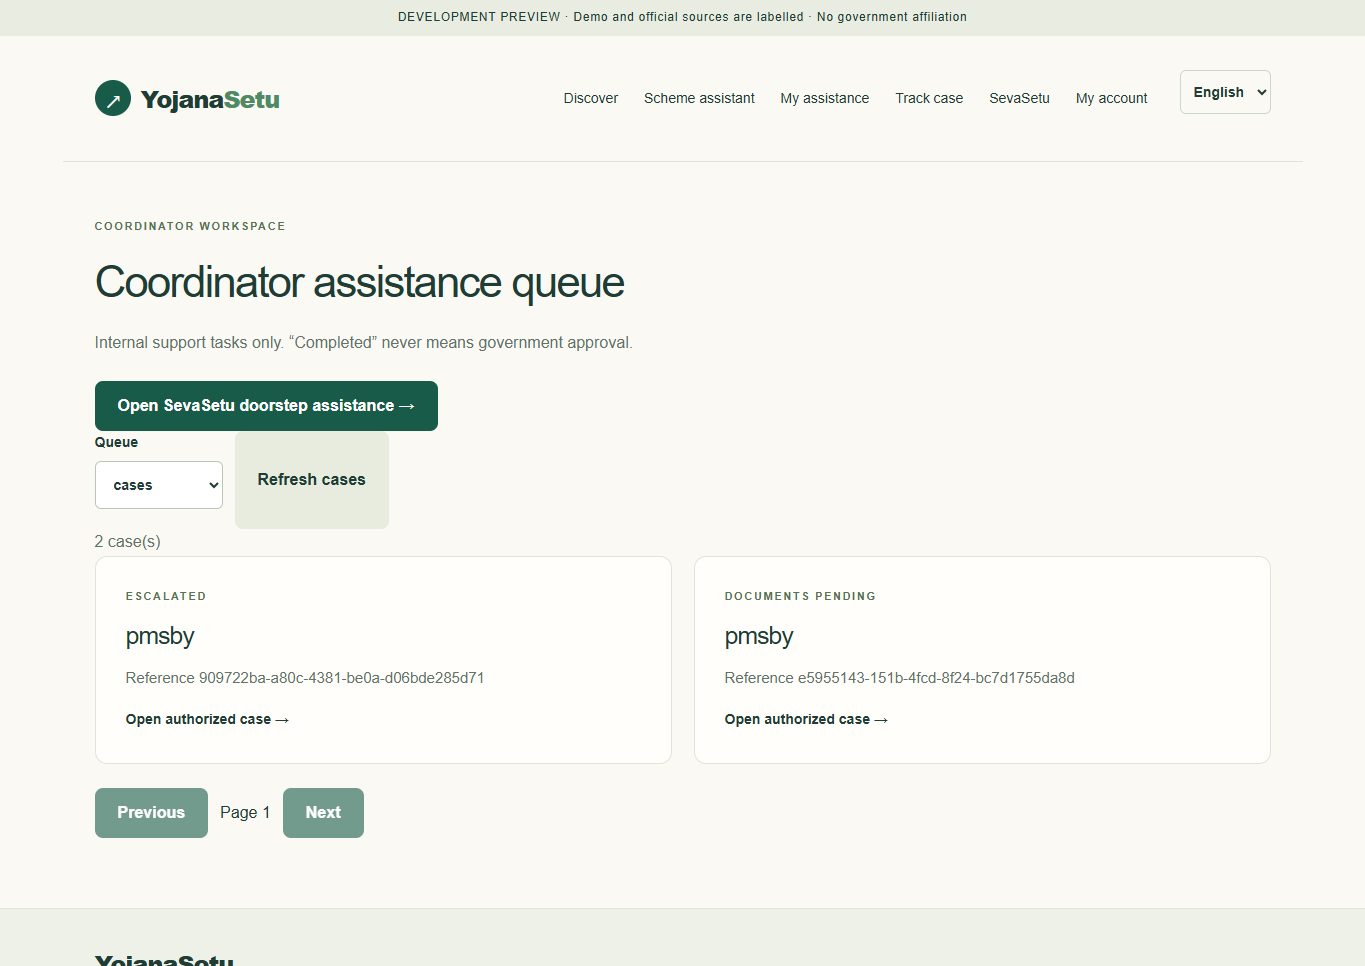 DEVELOPMENT PREVIEW · Demo and official sources are labelled · No government affiliation
YojanaSetu
Discover
Scheme assistant
My assistance
Track case
SevaSetu
My account
English
COORDINATOR WORKSPACE
Coordinator assistance queue
Internal support tasks only. “Completed” never means government approval.
Open SevaSetu doorstep assistance →
Queue
cases
Refresh cases
2 case(s)
ESCALATED
pmsby
Reference 909722ba-a80c-4381-be0a-d06bde285d71
Open authorized case →
DOCUMENTS PENDING
pmsby
Reference e5955143-151b-4fcd-8f24-bc7d1755da8d
Open authorized case →
Previous
Page 1
Next
YojanaSetu